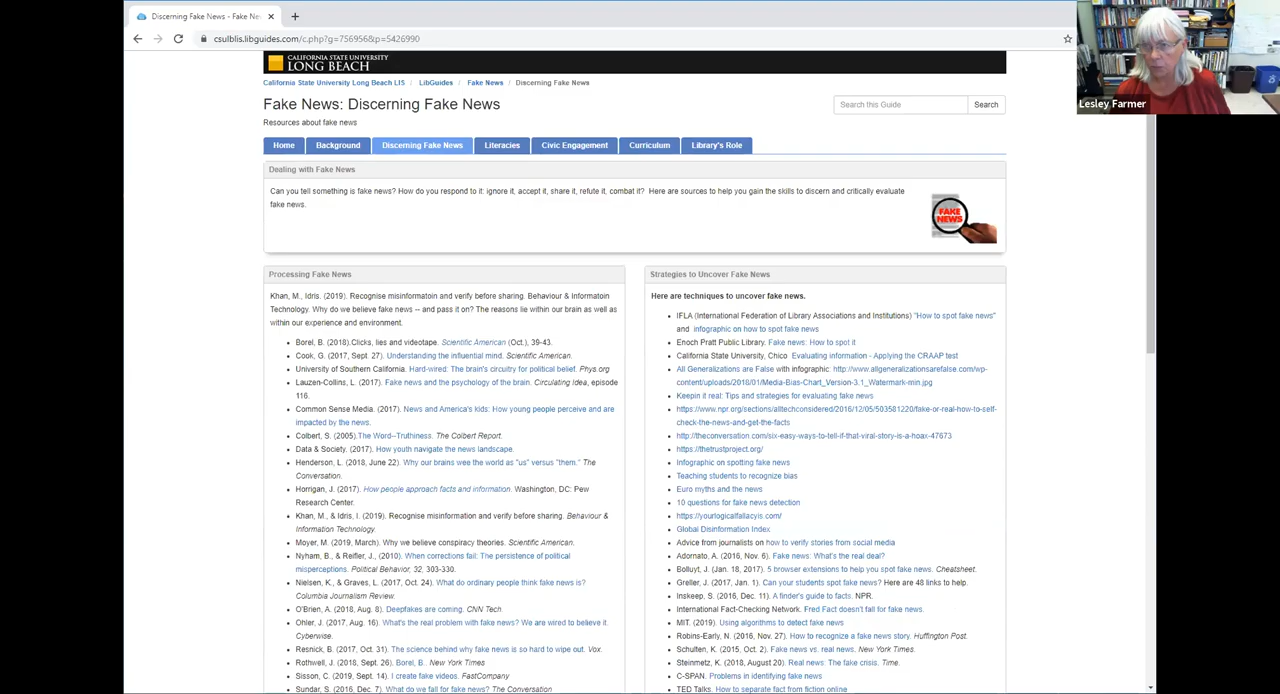 Discerning Fake News - Fake Ne
csulblis.libguides.com/c.php?g=756956&p=5426990
Lesley Farmer
CALIFORNIA STATE UNIVERSITY
LONG BEACH
California State University Long Beach LIS / LibGuides / Fake News / Discerning Fake News
Fake News: Discerning Fake News
Search this Guide
Search
Resources about fake news
Home
Background
Discerning Fake News
Literacies
Civic Engagement
Curriculum
Library's Role
Dealing with Fake News
Can you tell something is fake news? How do you respond to it: ignore it, accept it, share it, refute it, combat it? Here are sources to help you gain the skills to discern and critically evaluate
fake news.
FAKE
NEWS
Processing Fake News
Khan, M., Idris. (2019). Recognise misinformatoin and verify before sharing. Behaviour & Informatoin
Technology. Why do we believe fake news -- and pass it on? The reasons lie within our brain as well as
within our experience and environment.
Borel, B. (2018).Clicks, lies and videotape. Scientific American (Oct.), 39-43.
Cook, G. (2017, Sept. 27). Understanding the influential mind. Scientific American.
University of Southern California. Hard-wired: The brain's circuitry for political belief. Phys.org
Lauzen-Collins, L. (2017). Fake news and the psychology of the brain. Circulating Idea, episode
116.
Common Sense Media. (2017). News and America's kids: How young people perceive and are
impacted by the news.
Colbert, S. (2005).The Word--Truthiness. The Colbert Report.
Data & Society. (2017). How youth navigate the news landscape.
Henderson, L. (2018, June 22). Why our brains wee the world as "us" versus "them." The
Conversation.
Horrigan, J. (2017). How people approach facts and information. Washington, DC: Pew
Research Center.
Khan, M., & Idris, I. (2019). Recognise misinformation and verify before sharing. Behaviour &
Information Technology.
Moyer, M. (2019, March). Why we believe conspiracy theories. Scientific American.
Nyham, B., & Reifler, J., (2010). When corrections fail: The persistence of political
misperceptions. Political Behavior, 32, 303-330.
Nielsen, K., & Graves, L. (2017, Oct. 24). What do ordinary people think fake news is?
Columbia Journalism Review.
O'Brien, A. (2018, Aug. 8). Deepfakes are coming. CNN Tech
Ohler, J. (2017, Aug. 16). What's the real problem with fake news? We are wired to believe it.
Cyberwise.
Resnick, B. (2017, Oct. 31). The science behind why fake news is so hard to wipe out. Vox.
Rothwell, J. (2018, Sept. 26). Borel, B. New York Times
Sisson, C. (2019, Sept. 14). I create fake videos. FastCompany
Sundar, S. (2016, Dec. 7). What do we fall for fake news? The Conversation
Strategies to Uncover Fake News
Here are techniques to uncover fake news.
IFLA (International Federation of Library Associations and Institutions) "How to spot fake news"
and infographic on how to spot fake news
Enoch Pratt Public Library. Fake news: How to spot it
California State University, Chico Evaluating information - Applying the CRAAP test
All Generalizations are False with infographic: http://www.allgeneralizationsarefalse.com/wp-
content/uploads/2018/01/Media-Bias-Chart_Version-3.1_Watermark-min.jpg
Keepin it real: Tips and strategies for evaluating fake news
https://www.npr.org/sections/alltechconsidered/2016/12/05/503581220/fake-or-real-how-to-self-
check-the-news-and-get-the-facts
http://theconversation.com/six-easy-ways-to-tell-if-that-viral-story-is-a-hoax-47673
https://thetrustproject.org/
Infographic on spotting fake news
Teaching students to recognize bias
Euro myths and the news
10 questions for fake news detection
https://yourlogicalfallacyis.com/
Global Disinformation Index
Advice from journalists on how to verify stories from social media
Adornato, A. (2016, Nov. 6). Fake news: What's the real deal?
Bolluyt, J. (Jan. 18, 2017). 5 browser extensions to help you spot fake news. Cheatsheet.
Greller, J. (2017, Jan. 1). Can your students spot fake news? Here are 48 links to help.
Inskeep, S. (2016, Dec. 11). A finder's guide to facts. NPR.
International Fact-Checking Network. Fred Fact doesn't fall for fake news.
MIT. (2019). Using algorithms to detect fake news
Robins-Early, N. (2016, Nov. 27). How to recognize a fake news story. Huffington Post.
Schulten, K. (2015, Oct. 2). Fake news vs. real news. New York Times.
Steinmetz, K. (2018, August 20). Real news: The fake crisis. Time.
C-SPAN. Problems in identifying fake news
TED Talks. How to separate fact from fiction online